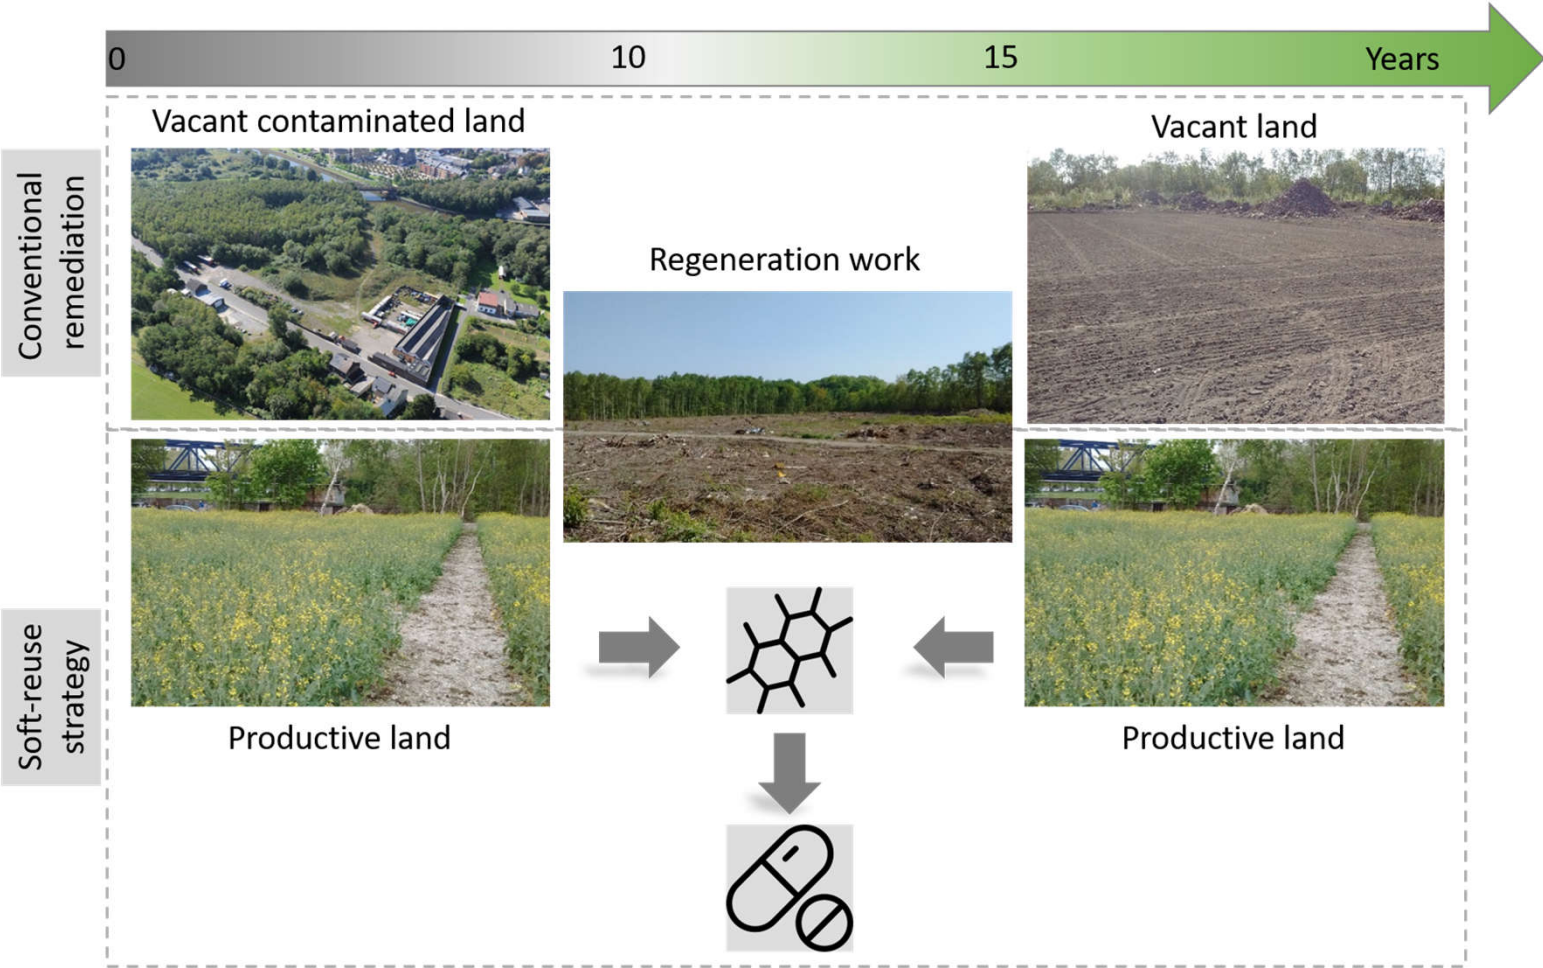 0
10
15
Years
Conventional
remediation
Vacant contaminated land
Vacant land
Regeneration work
Soft-reuse
strategy
Productive land
Productive land